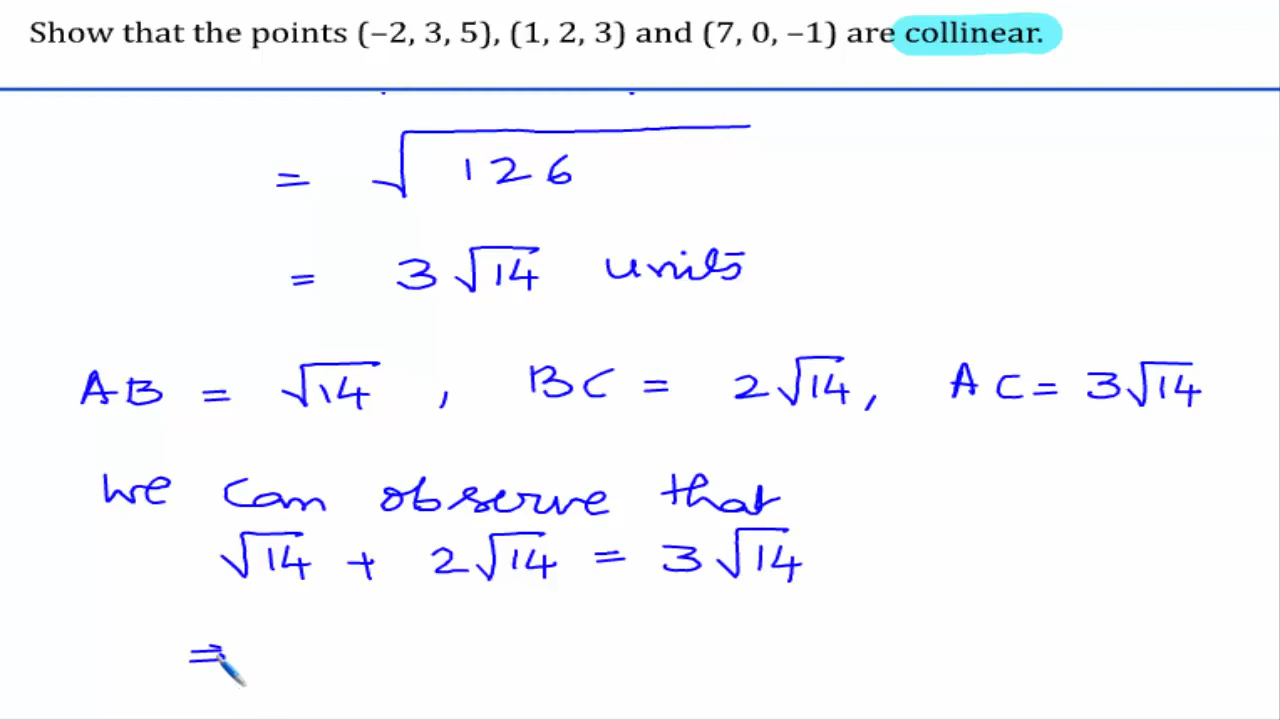 Show that the points (−2, 3, 5), (1, 2, 3) and (7, 0, −1) are collinear.
= √126
= 3√14 units
AB = √14 , BC = 2√14, AC = 3√14
we can observe that
√14 + 2√14 = 3√14
⇒